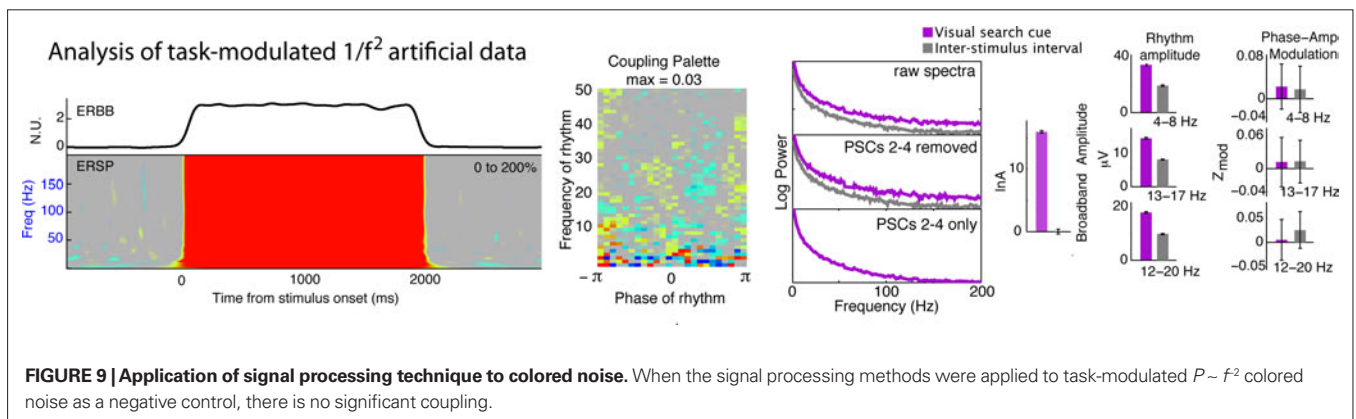 Analysis of task-modulated 1/f² artificial data
ERBB
N.U.
2
0
ERSP
0 to 200%
Freq (Hz)
150
100
50
0 1000 2000
Time from stimulus onset (ms)
Coupling Palette
max = 0.03
Frequency of rhythm
50
40
30
20
10
−π 0 π
Phase of rhythm
Visual search cue
Inter-stimulus interval
raw spectra
PSCs 2-4 removed
PSCs 2-4 only
Log Power
0 100 200
Frequency (Hz)
lnA
10
0
Broadband Amplitude
Rhythm
amplitude
μV
40
0
4–8 Hz
10
0
13–17 Hz
20
0
12–20 Hz
Phase–Amp
Modulation
Zmod
0.08
−0.04
4–8 Hz
0.06
−0.04
13–17 Hz
0.05
0
−0.05
12–20 Hz
FIGURE 9 | Application of signal processing technique to colored noise. When the signal processing methods were applied to task-modulated P ~ f⁻² colored
noise as a negative control, there is no significant coupling.